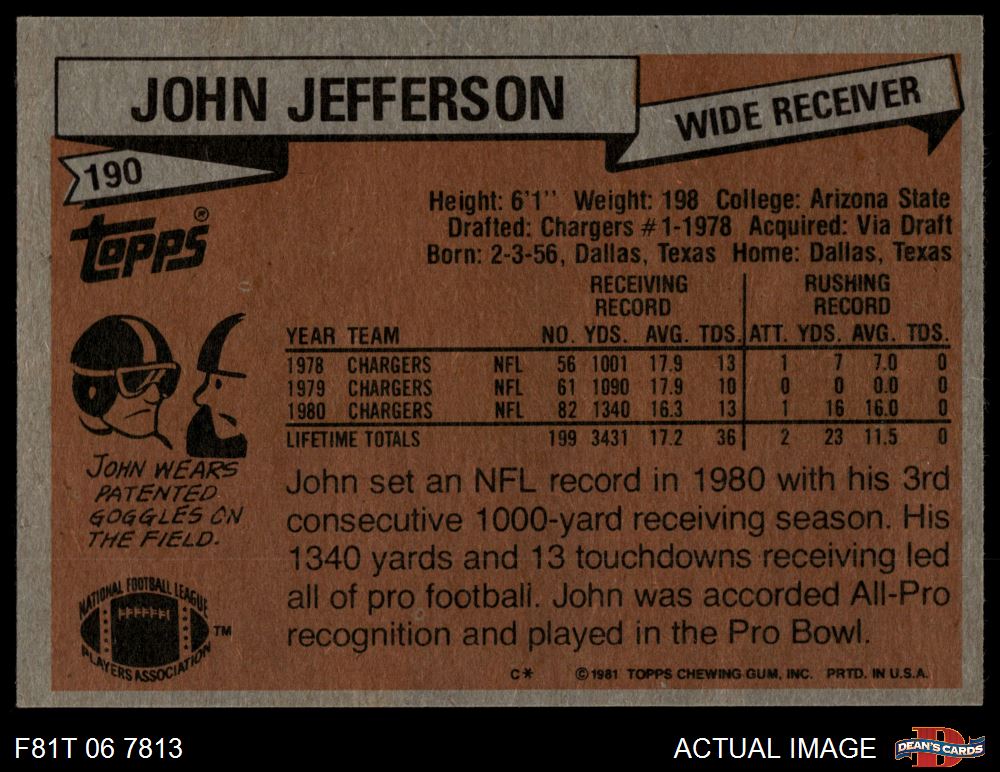 JOHN JEFFERSON
WIDE RECEIVER
190
TOPPS®
Height: 6'1'' Weight: 198 College: Arizona State
Drafted: Chargers #1-1978 Acquired: Via Draft
Born: 2-3-56, Dallas, Texas Home: Dallas, Texas
RECEIVING RECORD RUSHING RECORD
YEAR TEAM NO. YDS. AVG. TDS. ATT. YDS. AVG. TDS.
1978 CHARGERS NFL 56 1001 17.9 13 1 7 7.0 0
1979 CHARGERS NFL 61 1090 17.9 10 0 0 0.0 0
1980 CHARGERS NFL 82 1340 16.3 13 1 16 16.0 0
LIFETIME TOTALS 199 3431 17.2 36 2 23 11.5 0
JOHN WEARS
PATENTED
GOGGLES ON
THE FIELD.
John set an NFL record in 1980 with his 3rd
consecutive 1000-yard receiving season. His
1340 yards and 13 touchdowns receiving led
all of pro football. John was accorded All-Pro
recognition and played in the Pro Bowl.
NATIONAL FOOTBALL LEAGUE
PLAYERS ASSOCIATION
TM
C* ©1981 TOPPS CHEWING GUM, INC. PRTD. IN U.S.A.
F81T 06 7813
ACTUAL IMAGE
D
DEAN'S CARDS